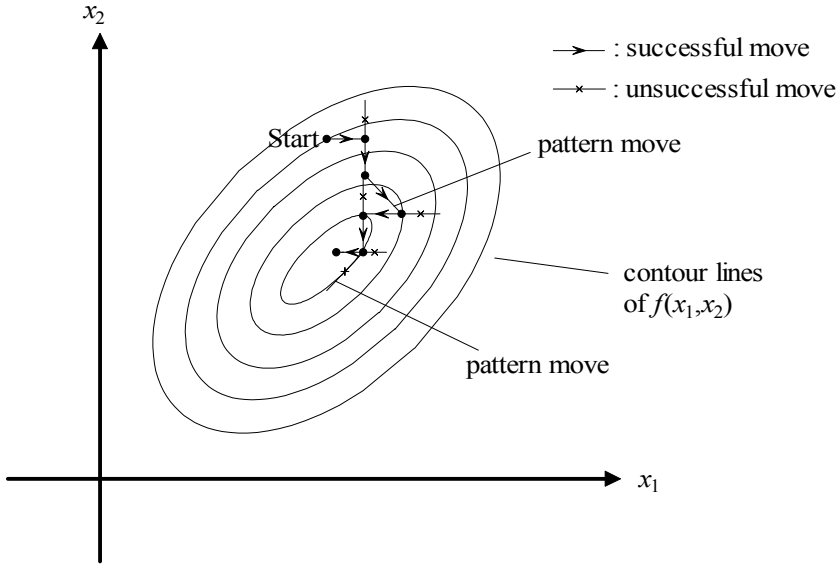 x2
: successful move
: unsuccessful move
Start
pattern move
contour lines
of f(x1,x2)
pattern move
x1